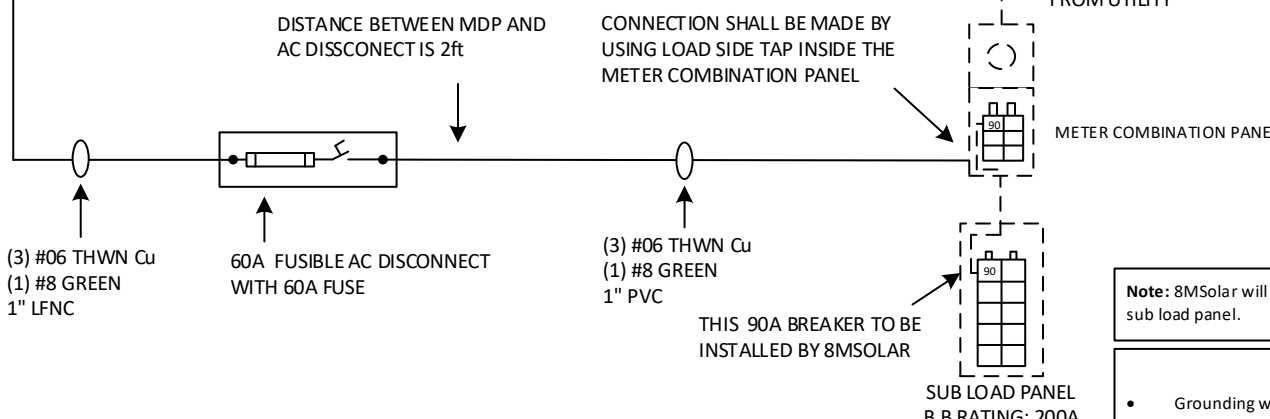 FROM UTILITY
DISTANCE BETWEEN MDP AND
AC DISSCONECT IS 2ft
CONNECTION SHALL BE MADE BY
USING LOAD SIDE TAP INSIDE THE
METER COMBINATION PANEL
90
METER COMBINATION PANE
(3) #06 THWN Cu
(1) #8 GREEN
1" LFNC
60A FUSIBLE AC DISCONNECT
WITH 60A FUSE
(3) #06 THWN Cu
(1) #8 GREEN
1" PVC
90
THIS 90A BREAKER TO BE
INSTALLED BY 8MSOLAR
Note: 8MSolar will
sub load panel.
SUB LOAD PANEL
B.B RATING: 200A
• Grounding w